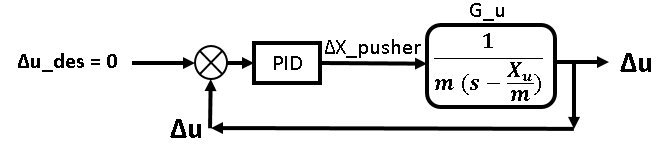 G_u
Δu_des = 0
PID
ΔX_pusher
1
m (s − X_u/m)
Δu
Δu